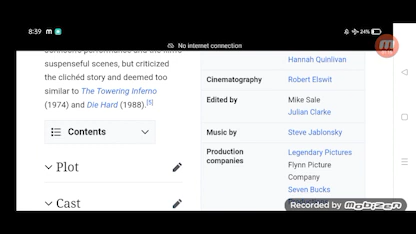 8:39 M
24%
No internet connection
suspenseful scenes, but criticized
the clichéd story and deemed too
similar to The Towering Inferno
(1974) and Die Hard (1988).[5]
Contents
Plot
Cast
Hannah Quinlivan
Cinematography Robert Elswit
Edited by Mike Sale
Julian Clarke
Music by Steve Jablonsky
Production
companies
Legendary Pictures
Flynn Picture
Company
Seven Bucks
Recorded by Mobizen